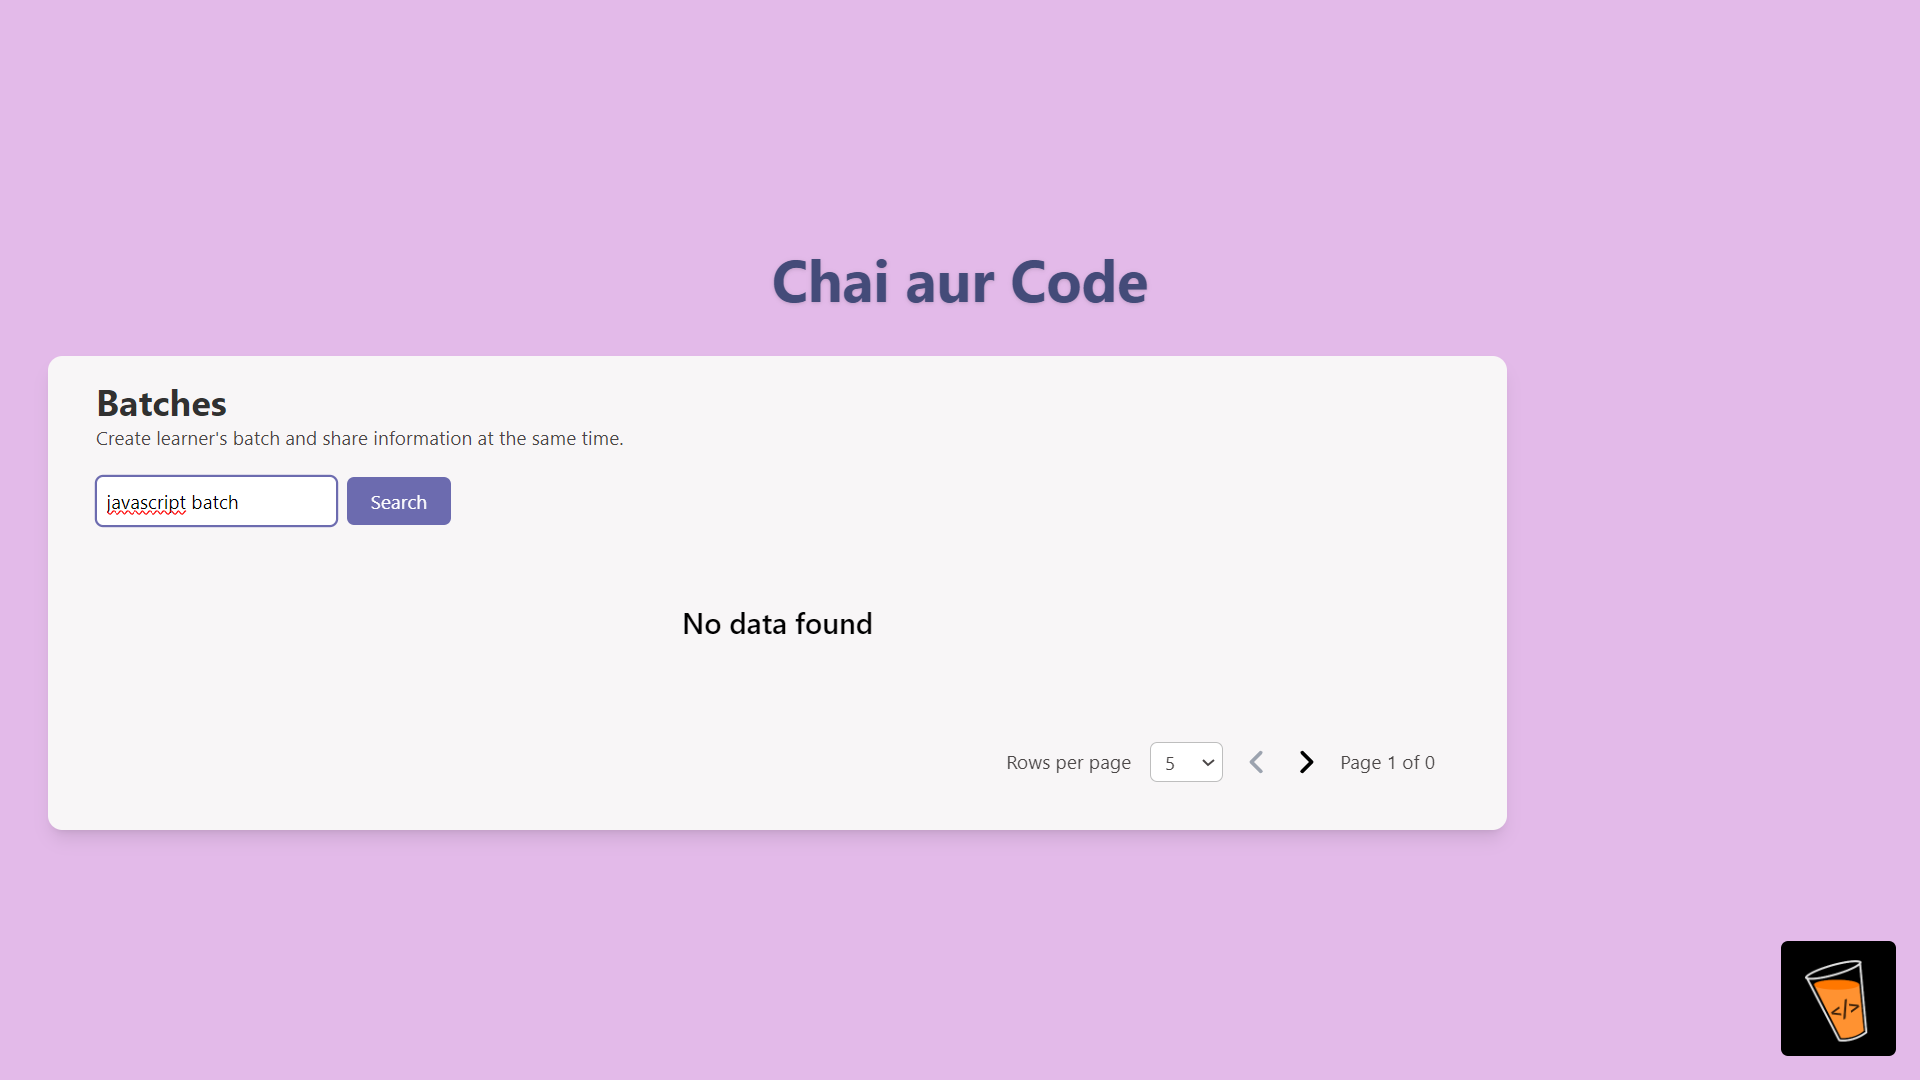 Chai aur Code
Batches
Create learner's batch and share information at the same time.
javascript batch Search
No data found
Rows per page 5 Page 1 of 0
</>